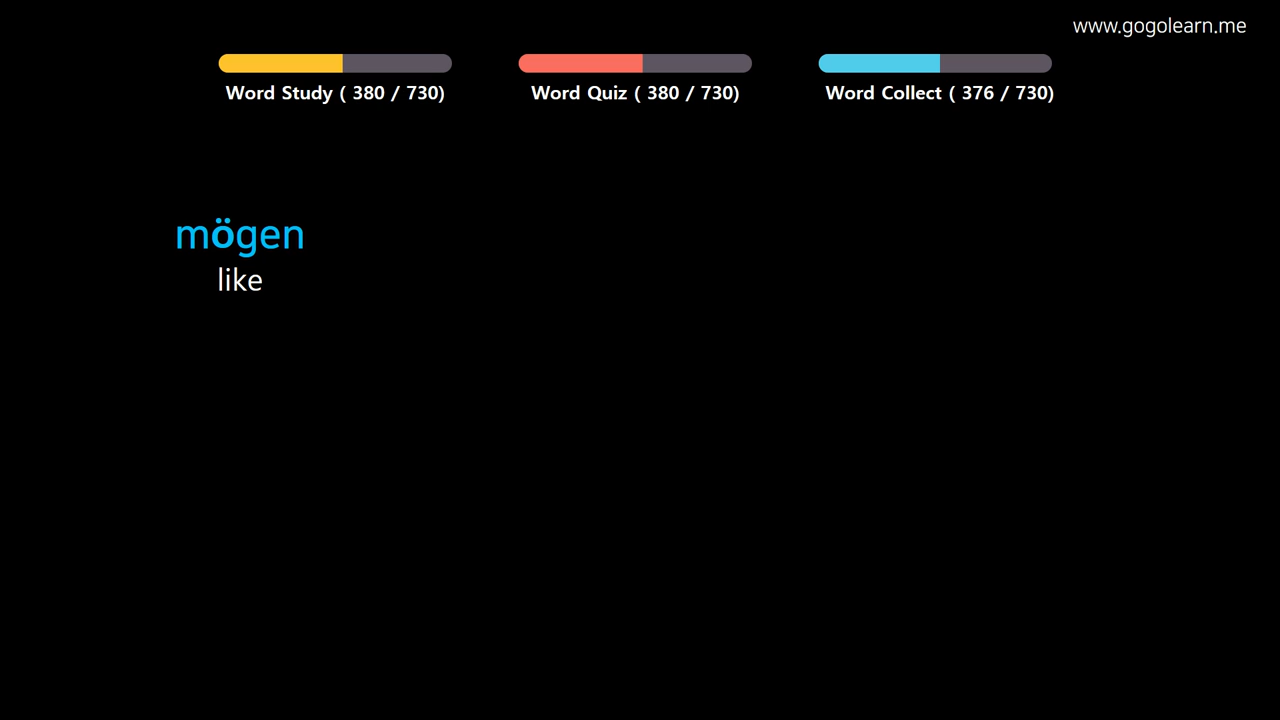 www.gogolearn.me
Word Study ( 380 / 730)
Word Quiz ( 380 / 730)
Word Collect ( 376 / 730)
mögen
like